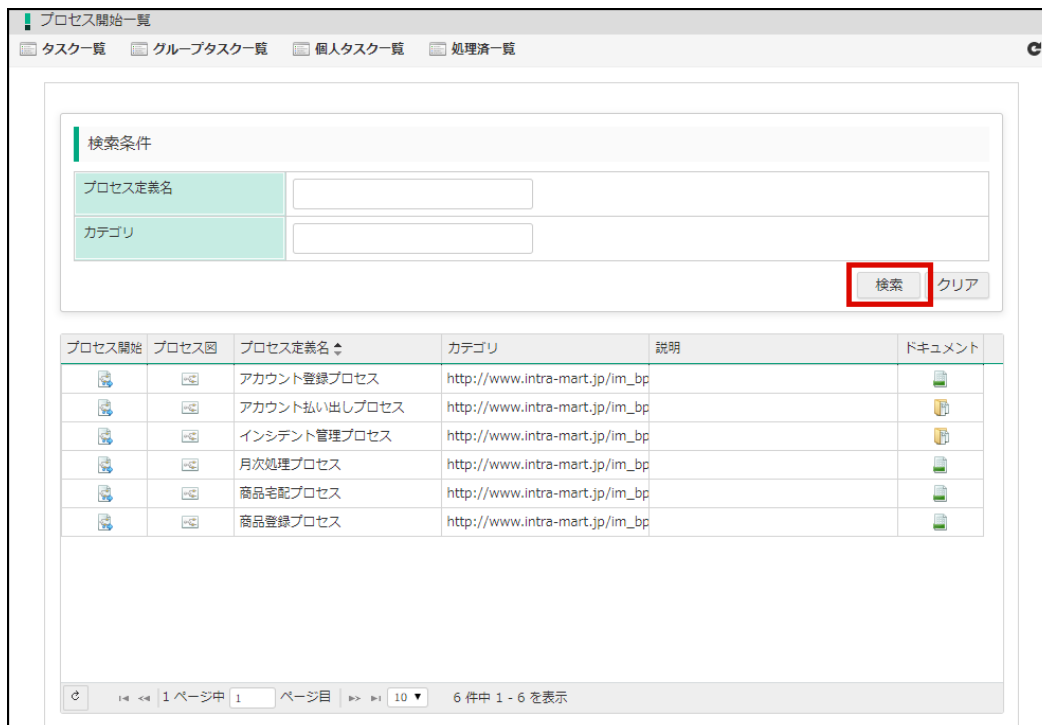 プロセス開始一覧
タスク一覧 グループタスク一覧 個人タスク一覧 処理済一覧
検索条件
プロセス定義名
カテゴリ
検索 クリア
プロセス開始 プロセス図 プロセス定義名 カテゴリ 説明 ドキュメント
アカウント登録プロセス http://www.intra-mart.jp/im_bp
アカウント払い出しプロセス http://www.intra-mart.jp/im_bp
インシデント管理プロセス http://www.intra-mart.jp/im_bp
月次処理プロセス http://www.intra-mart.jp/im_bp
商品宅配プロセス http://www.intra-mart.jp/im_bp
商品登録プロセス http://www.intra-mart.jp/im_bp
1 ページ中 1 ページ目 10 6 件中 1 - 6 を表示